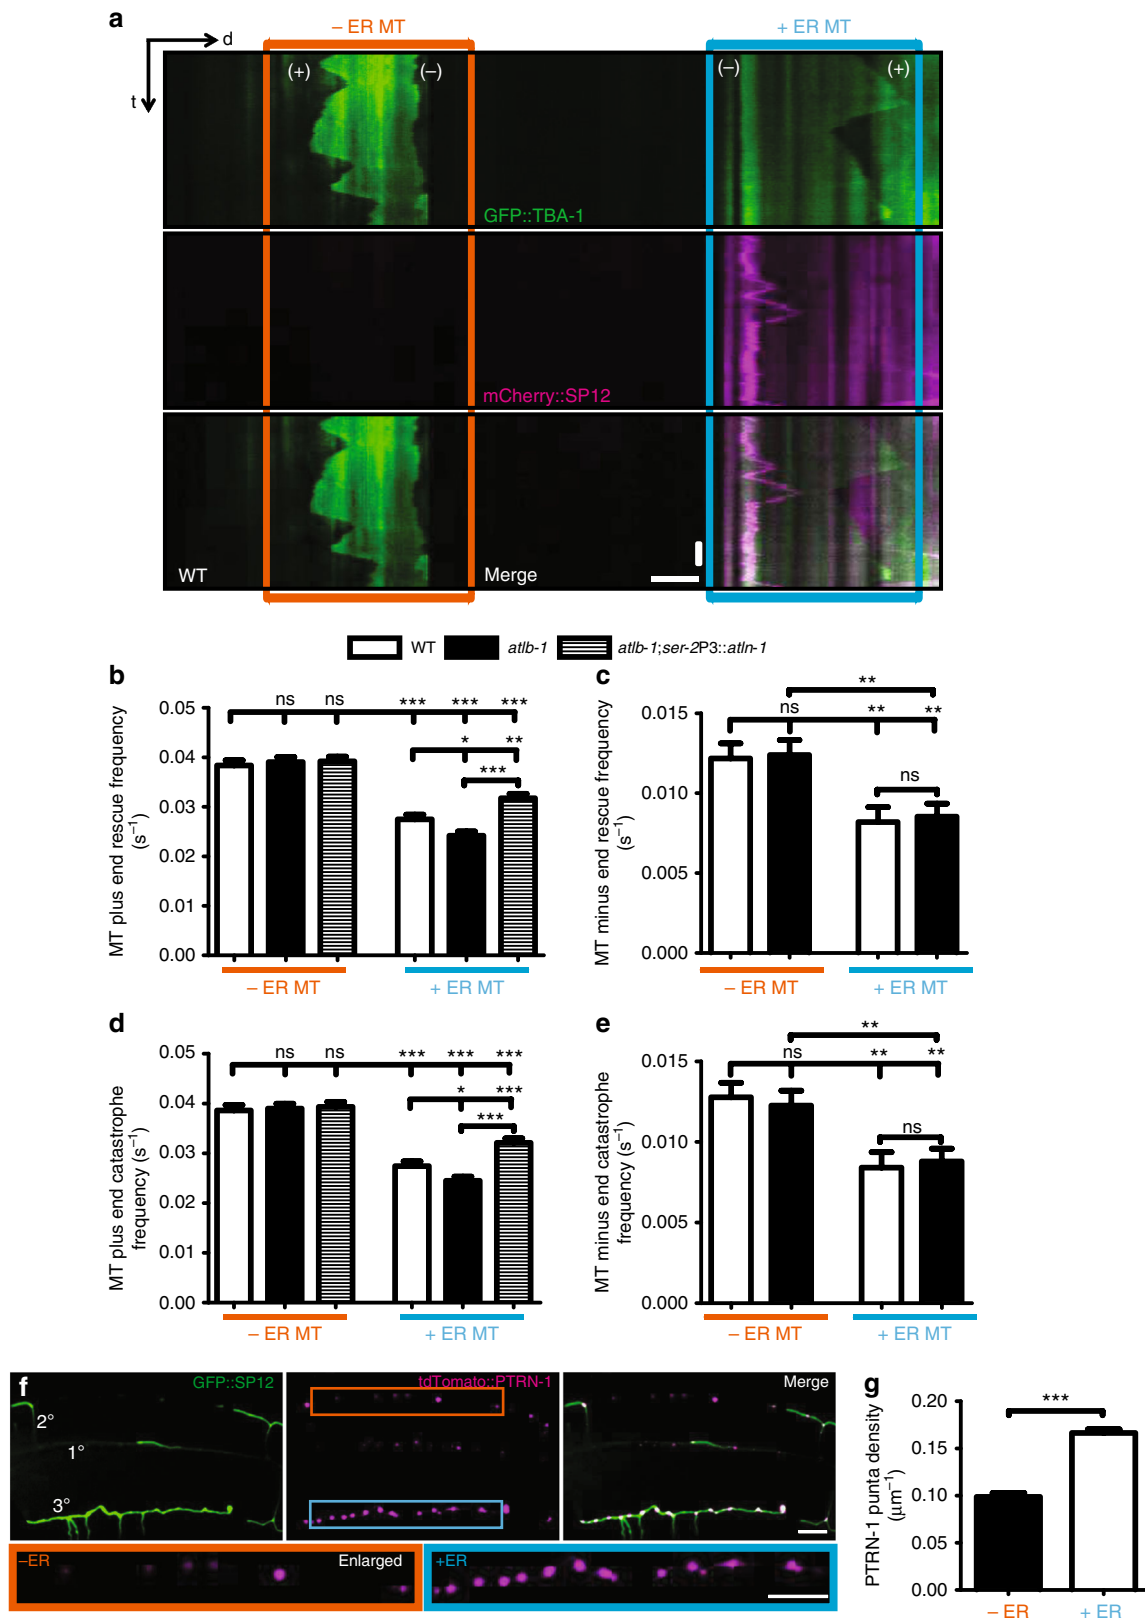 a
– ER MT
+ ER MT
d
t
(+)
(–)
(–)
(+)
GFP::TBA-1
mCherry::SP12
WT
Merge
WT
atlb-1
atlb-1;ser-2P3::atln-1
b
MT plus end rescue frequency
(s⁻¹)
0.05
0.04
0.03
0.02
0.01
0.00
ns
ns
***
***
***
*
**
***
– ER MT
+ ER MT
c
MT minus end rescue frequency
(s⁻¹)
0.015
0.010
0.005
0.000
**
ns
**
**
ns
– ER MT
+ ER MT
d
MT plus end catastrophe
frequency (s⁻¹)
0.05
0.04
0.03
0.02
0.01
0.00
ns
ns
***
***
***
*
***
***
– ER MT
+ ER MT
e
MT minus end catastrophe
frequency (s⁻¹)
0.015
0.010
0.005
0.000
**
ns
**
**
ns
– ER MT
+ ER MT
f
GFP::SP12
tdTomato::PTRN-1
Merge
2°
1°
3°
–ER
Enlarged
+ER
g
PTRN-1 puncta density
(μm⁻¹)
0.20
0.15
0.10
0.05
0.00
***
– ER
+ ER